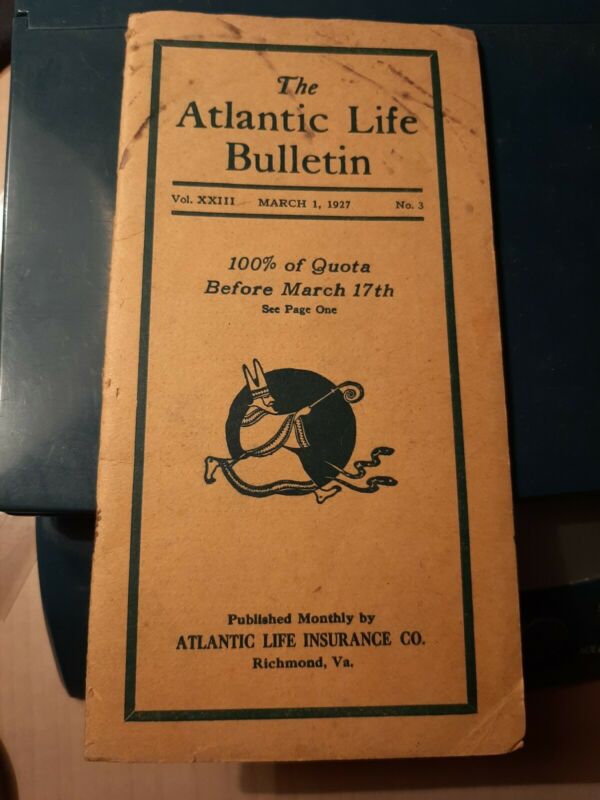 The
Atlantic Life
Bulletin
Vol. XXIII MARCH 1, 1927 No. 3
100% of Quota
Before March 17th
See Page One
Published Monthly by
ATLANTIC LIFE INSURANCE CO.
Richmond, Va.